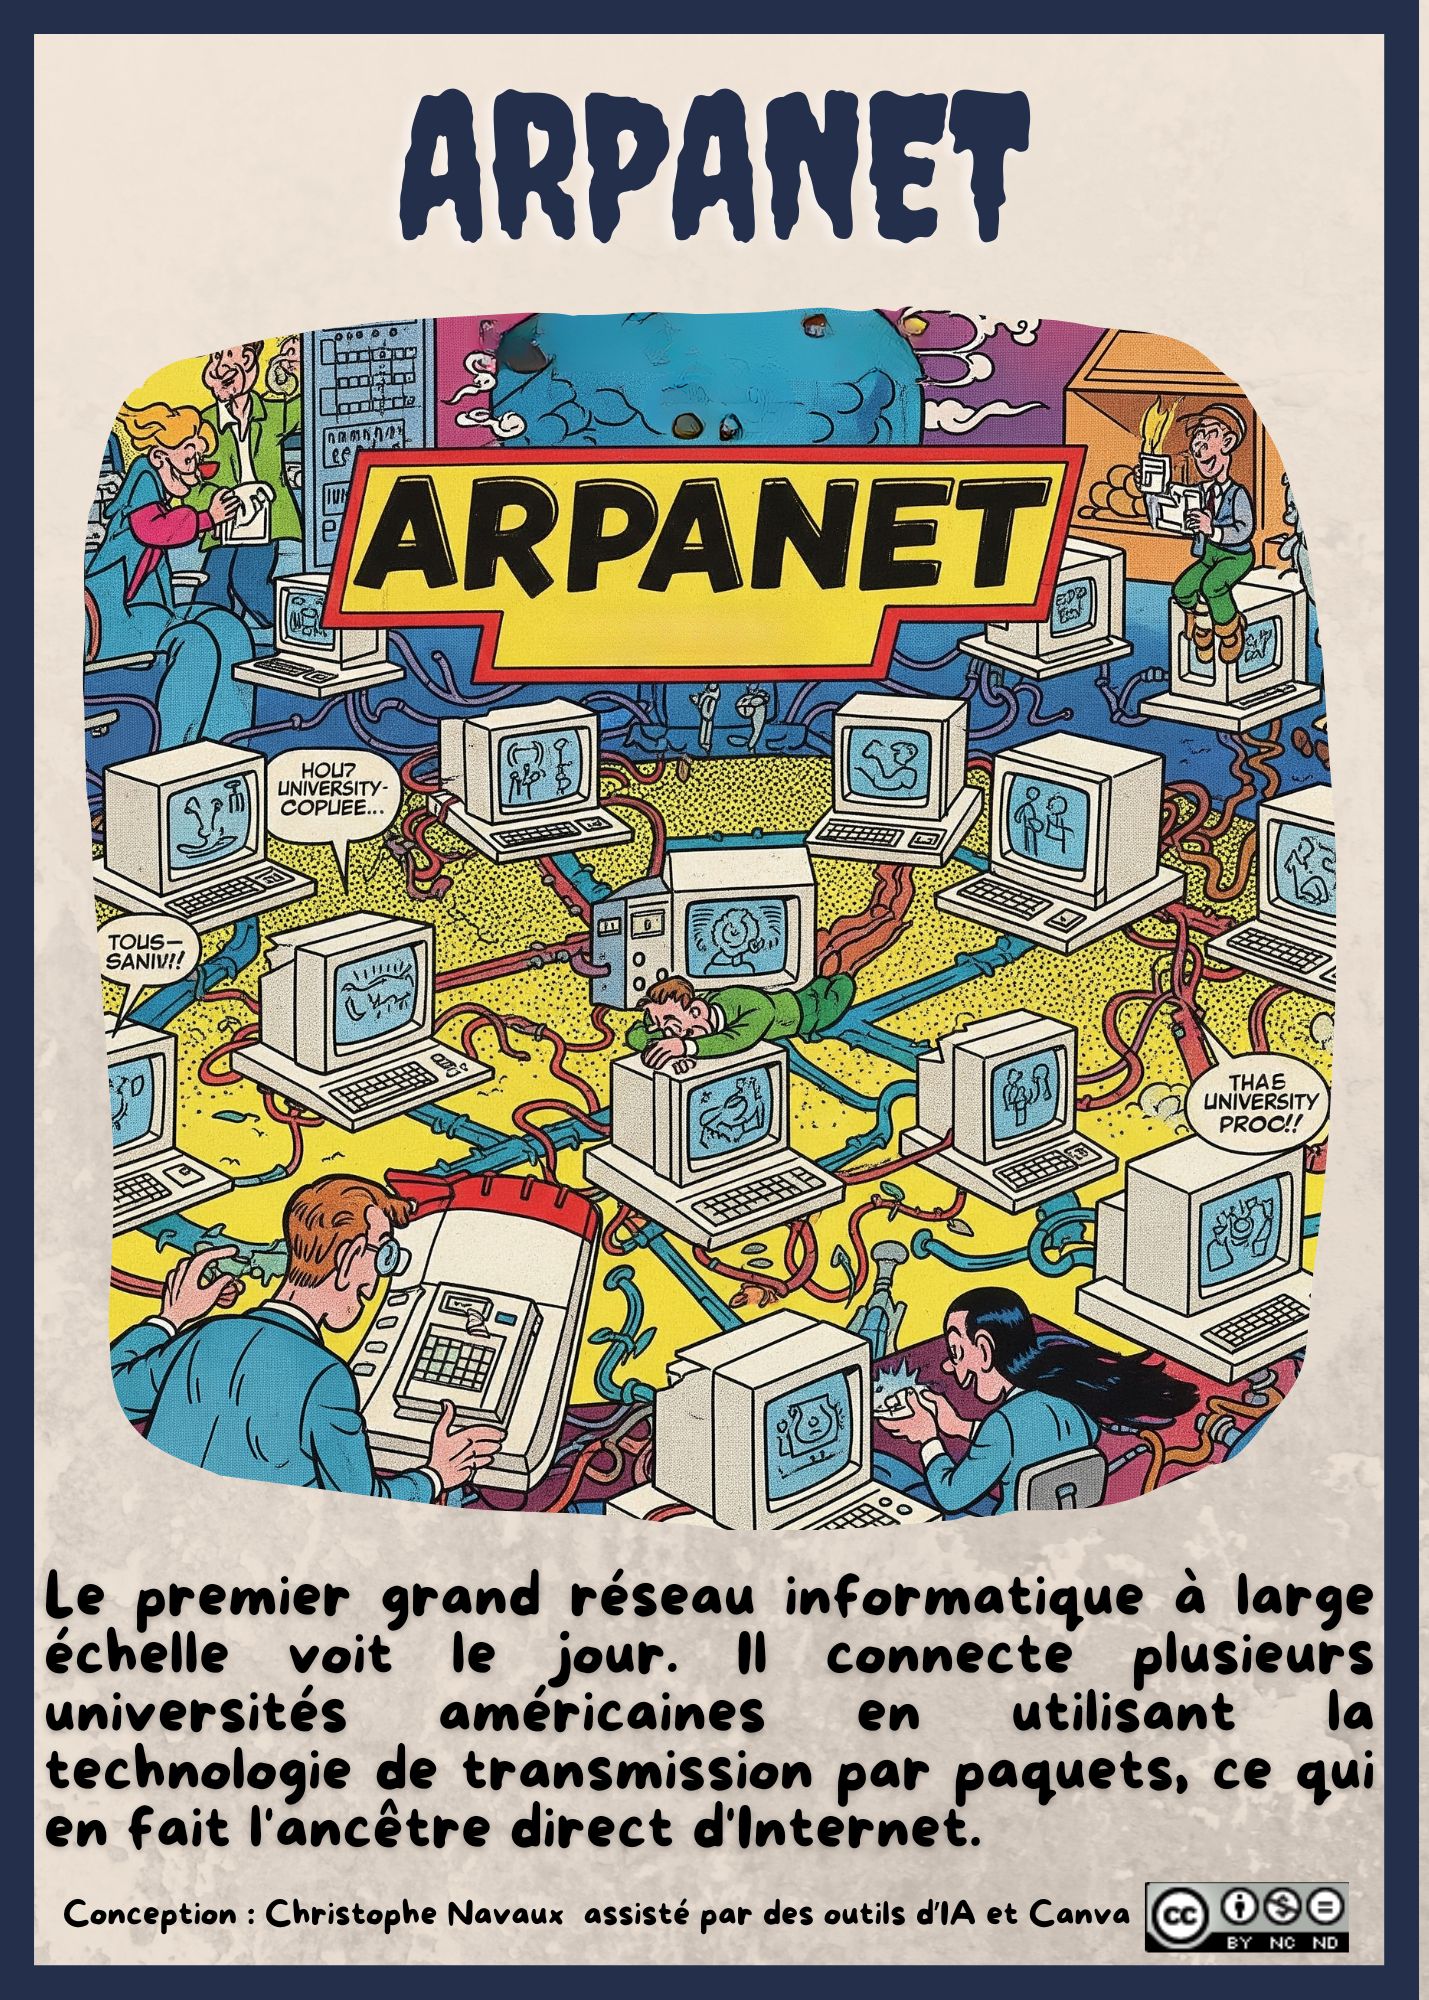 ARPANET
ARPANET
HOU?
UNIVERSITY-
COPUEE...
TOUS—
SANIV!!
THAE
UNIVERSITY
PROC!!
Le premier grand réseau informatique à large
échelle voit le jour. Il connecte plusieurs
universités américaines en utilisant la
technologie de transmission par paquets, ce qui
en fait l'ancêtre direct d'Internet.
Conception : Christophe Navaux assisté par des outils d'IA et Canva
cc
BY NC ND